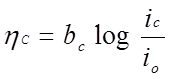 η_C = b_c log i_c / i_o